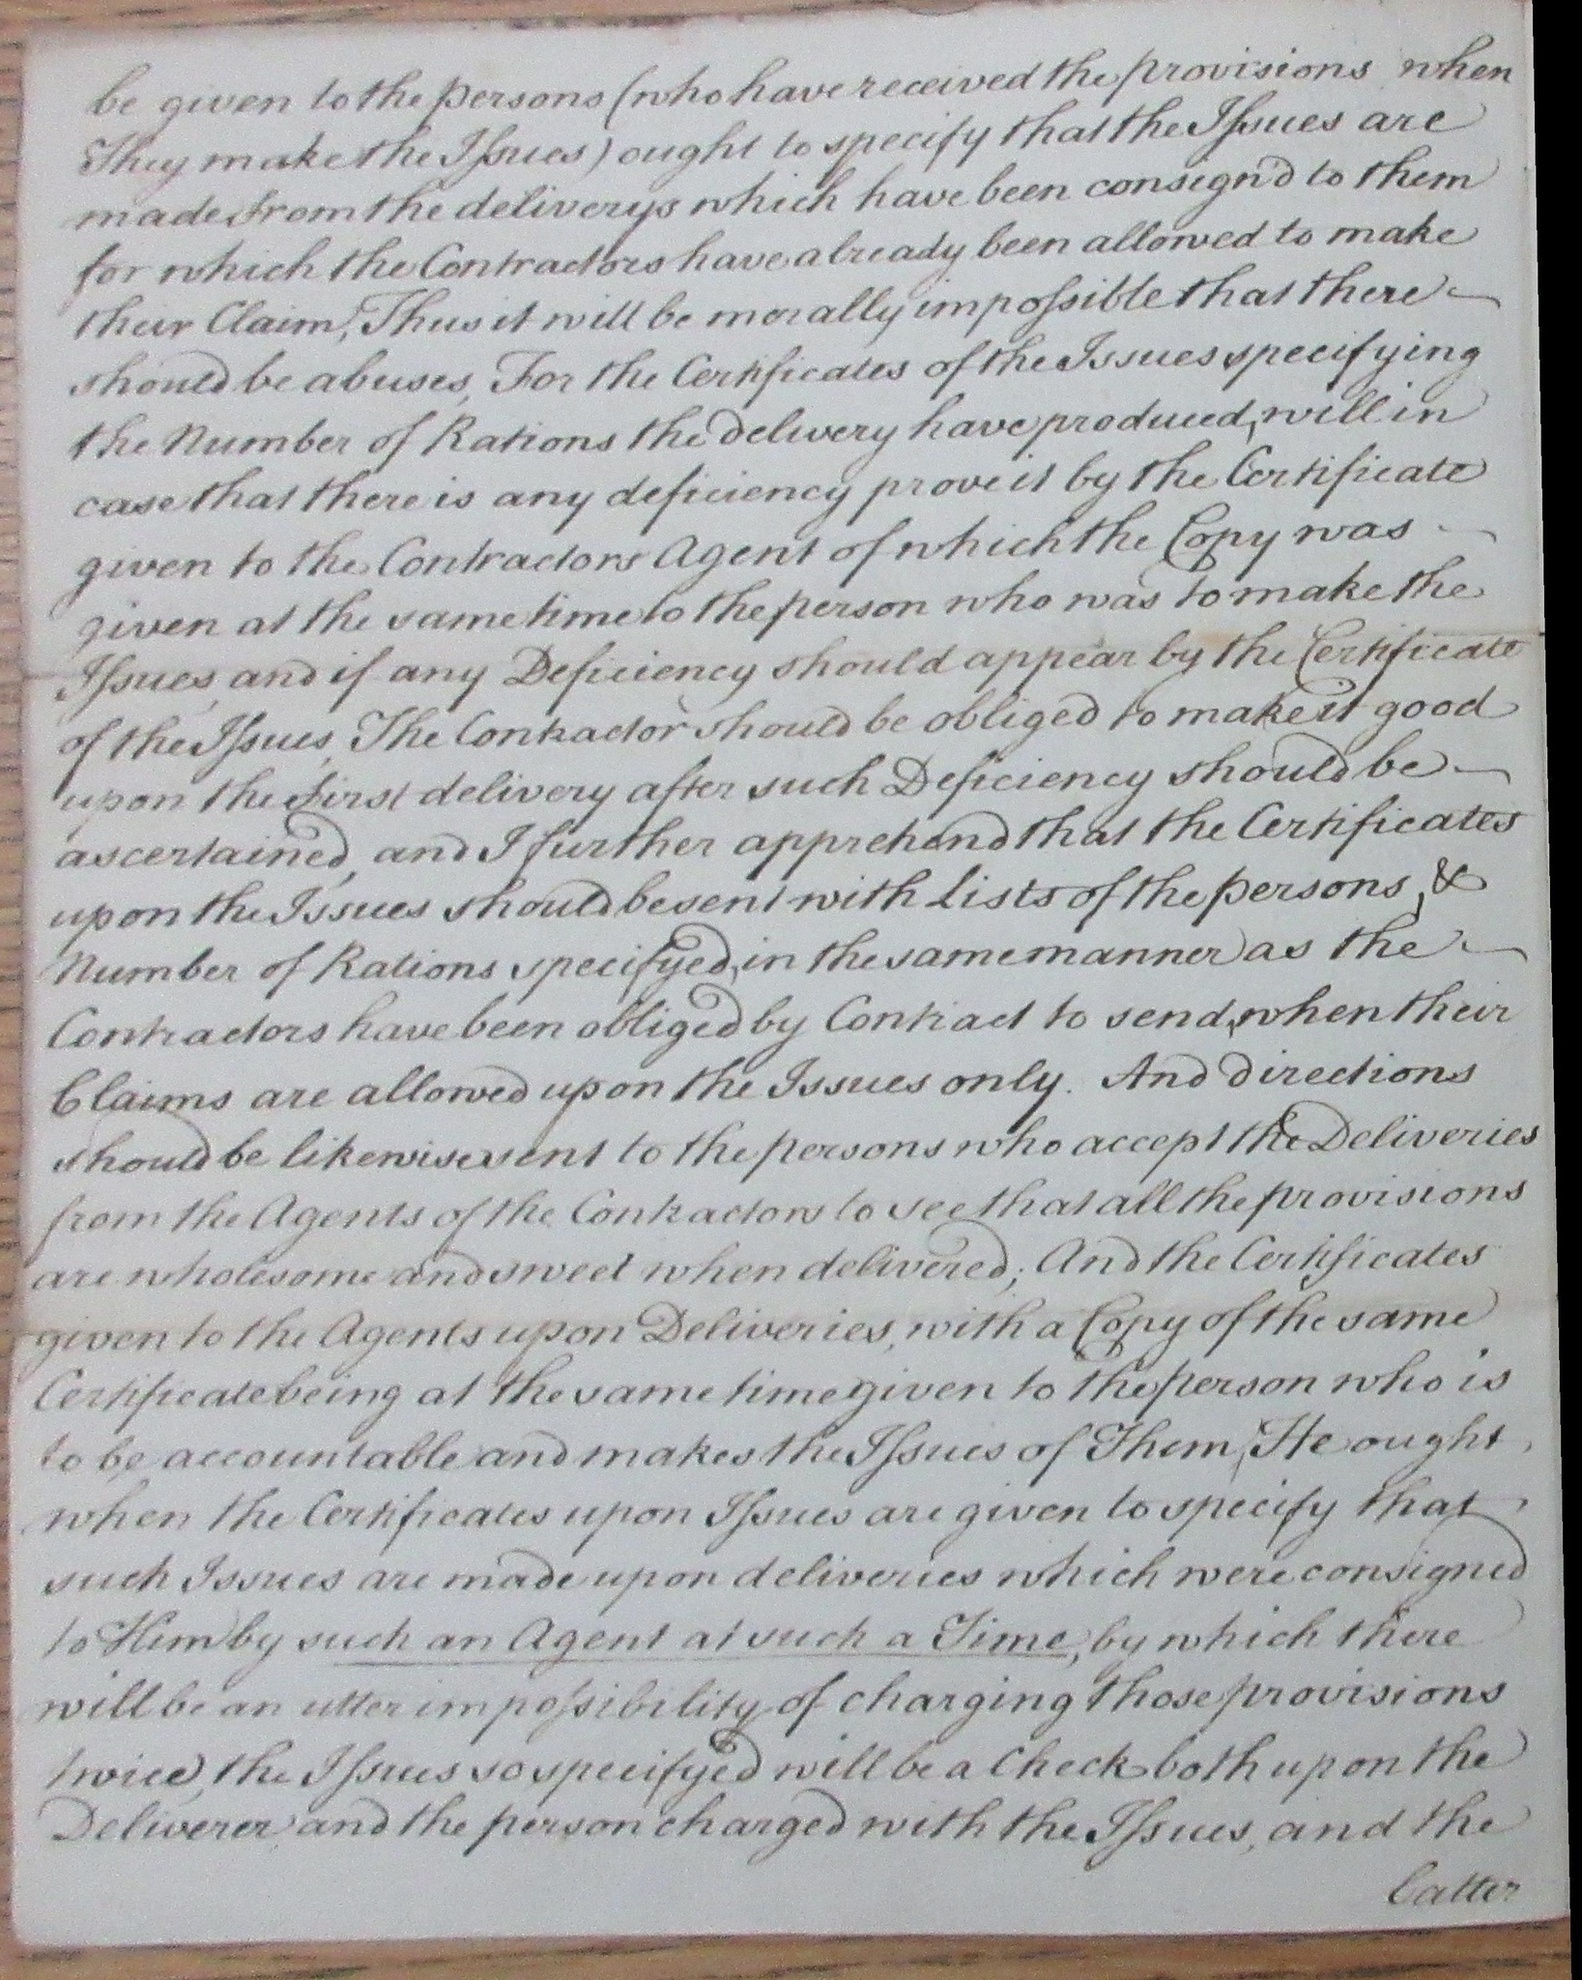 be given to the persons (who have received the provisions when
They make the Issues) ought to specify that the Issues are
made from the deliverys which have been consign'd to them
for which the Contractors have already been allowed to make
their Claim, Thus it will be morally impossible that there
should be abuses, For the Certificates of the Issues specifying
the Number of Rations the delivery have produced, will in
case that there is any deficiency prove it by the Certificate
given to the Contractors Agent of which the Copy was
given at the same time to the person who was to make the
Issues, and if any Deficiency should appear by the Certificate
of the Issues, The Contractor should be obliged to make it good
upon the first delivery after such Deficiency should be
ascertained, and I further apprehend that the Certificates
upon the Issues should be sent with Lists of the persons, &
Number of Rations specifyed, in the same manner as the
Contractors have been obliged by Contract to send, when their
Claims are allowed upon the Issues only. And directions
should be likewise sent to the persons who accept the Deliveries
from the Agents of the Contractors to see that all the provisions
are wholesome and sweet when delivered; And the Certificates
given to the Agents upon Deliveries, with a Copy of the same
Certificate being at the same time given to the person who is
to be accountable and makes the Issues of Them, He ought,
when the Certificates upon Issues are given to specify that
such Issues are made upon deliveries which were consigned
to Him by such an Agent at such a Time, by which there
will be an utter impossibility of charging those provisions
twice, the Issues so specifyed will be a Check both upon the
Deliverer, and the person charged with the Issues, and the
latter